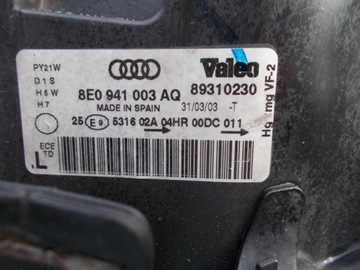 PY21W
D1S
H6W
H7
Valeo
8E0 941 003 AQ
89310230
MADE IN SPAIN
31/03/03 -T
25 E9 5316 02A 04HR 00DC 011
ECE
TD
L
Hg mg VF-2